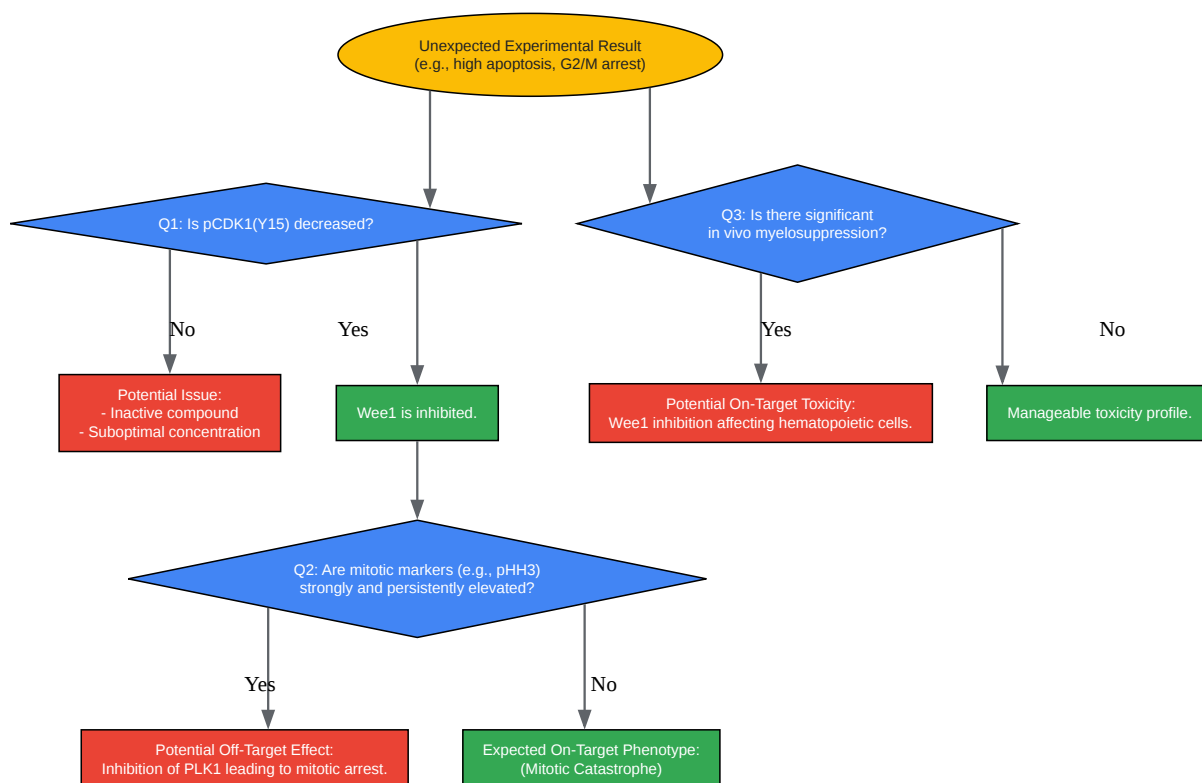 Unexpected Experimental Result
(e.g., high apoptosis, G2/M arrest)
Q1: Is pCDK1(Y15) decreased?
Q3: Is there significant
in vivo myelosuppression?
No
Yes
Yes
No
Potential Issue:
- Inactive compound
- Suboptimal concentration
Wee1 is inhibited.
Potential On-Target Toxicity:
Wee1 inhibition affecting hematopoietic cells.
Manageable toxicity profile.
Q2: Are mitotic markers (e.g., pHH3)
strongly and persistently elevated?
Yes
No
Potential Off-Target Effect:
Inhibition of PLK1 leading to mitotic arrest.
Expected On-Target Phenotype:
(Mitotic Catastrophe)